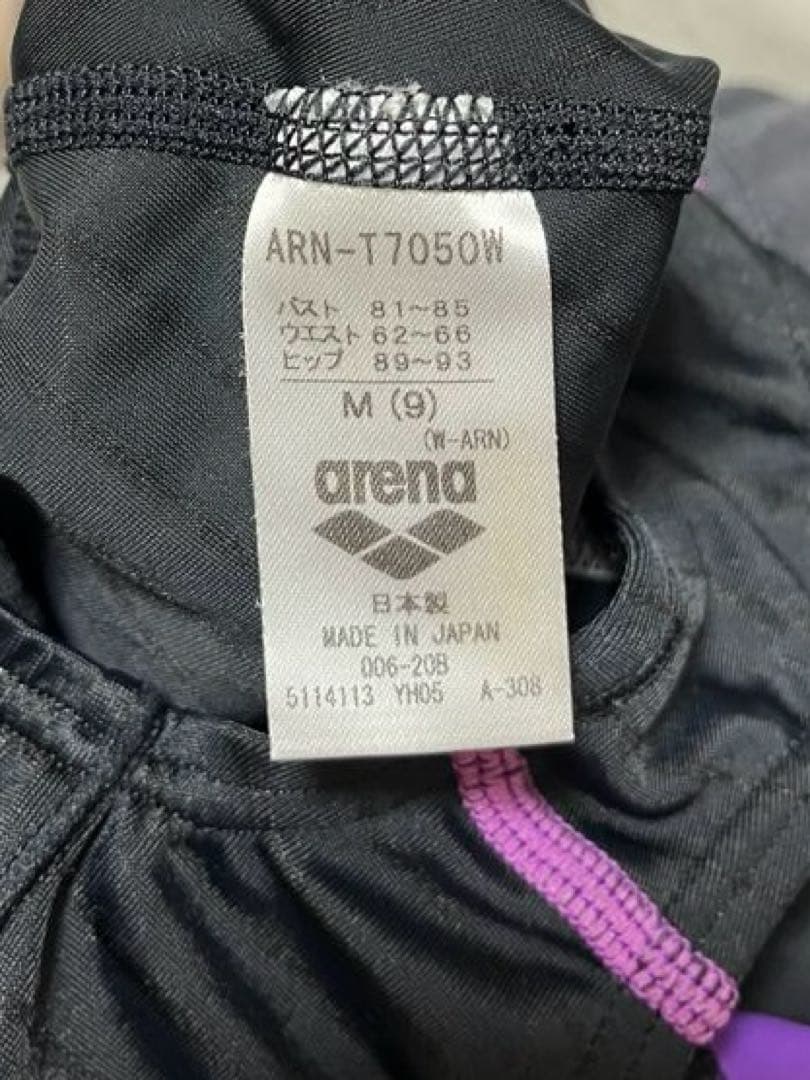 ARN-T7050W
バスト 81~85
ウエスト 62~66
ヒップ 89~93
M (9)
(W-ARN)
arena
日本製
MADE IN JAPAN
006-20B
5114113 YH05 A-308